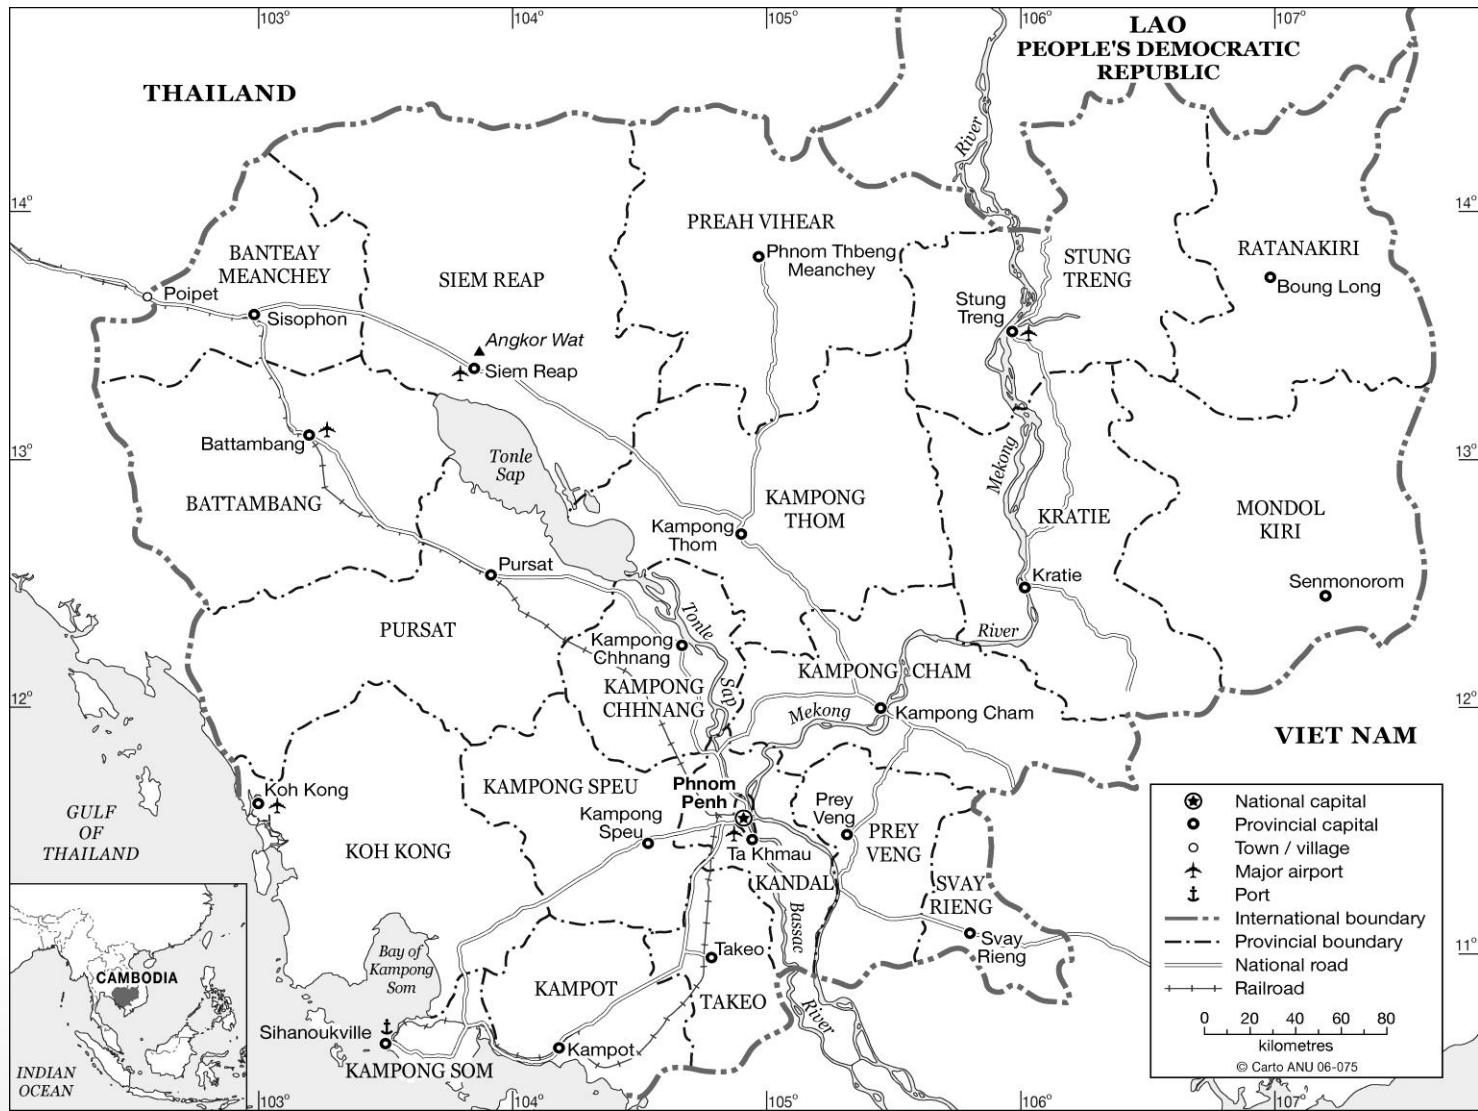 103°
104°
105°
106°
107°
LAO
PEOPLE'S DEMOCRATIC
REPUBLIC
THAILAND
River
14°
14°
PREAH VIHEAR
BANTEAY
MEANCHEY
SIEM REAP
Phnom Thbeng
Meanchey
STUNG
TRENG
RATANAKIRI
Boung Long
Poipet
Sisophon
Stung
Treng
Angkor Wat
Siem Reap
Battambang
13°
13°
Tonle
Sap
Mekong
BATTAMBANG
KAMPONG
THOM
KRATIE
MONDOL
KIRI
Kampong
Thom
Pursat
Kratie
Senmonorom
PURSAT
Tonle
Sap
River
Kampong
Chhnang
KAMPONG CHAM
KAMPONG
CHHNANG
12°
12°
Mekong
Kampong Cham
VIET NAM
Koh Kong
KAMPONG SPEU
Phnom
Penh
Kampong
Speu
Prey
Veng
PREY
VENG
GULF
OF
THAILAND
KOH KONG
Ta Khmau
KANDAL
Bassac
SVAY
RIENG
Svay
Rieng
11°
Bay of
Kampong
Som
Takeo
KAMPOT
TAKEO
River
Sihanoukville
Kampot
KAMPONG SOM
CAMBODIA
INDIAN
OCEAN
National capital
Provincial capital
Town / village
Major airport
Port
International boundary
Provincial boundary
National road
Railroad
0 20 40 60 80
kilometres
© Carto ANU 06-075
103°
104°
105°
106°
107°